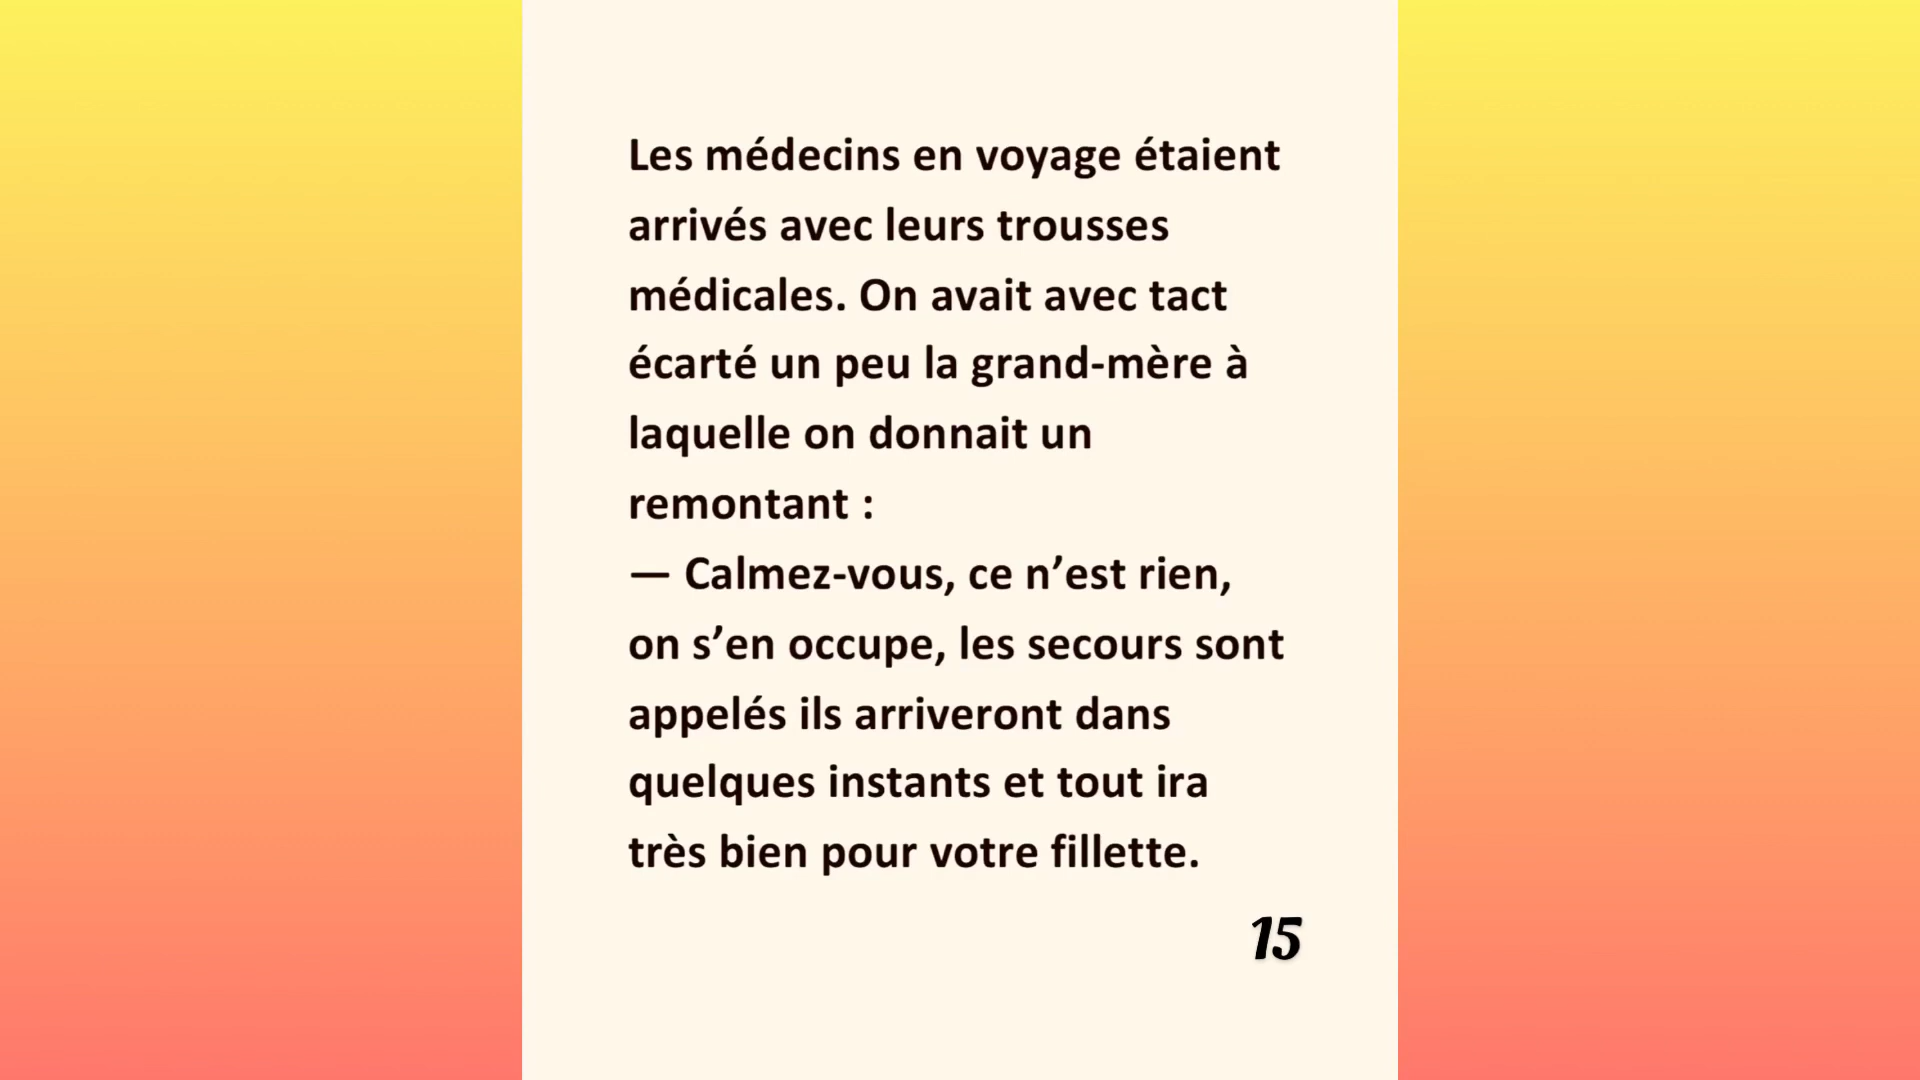 Les médecins en voyage étaient
arrivés avec leurs trousses
médicales. On avait avec tact
écarté un peu la grand-mère à
laquelle on donnait un
remontant :
— Calmez-vous, ce n’est rien,
on s’en occupe, les secours sont
appelés ils arriveront dans
quelques instants et tout ira
très bien pour votre fillette.
15